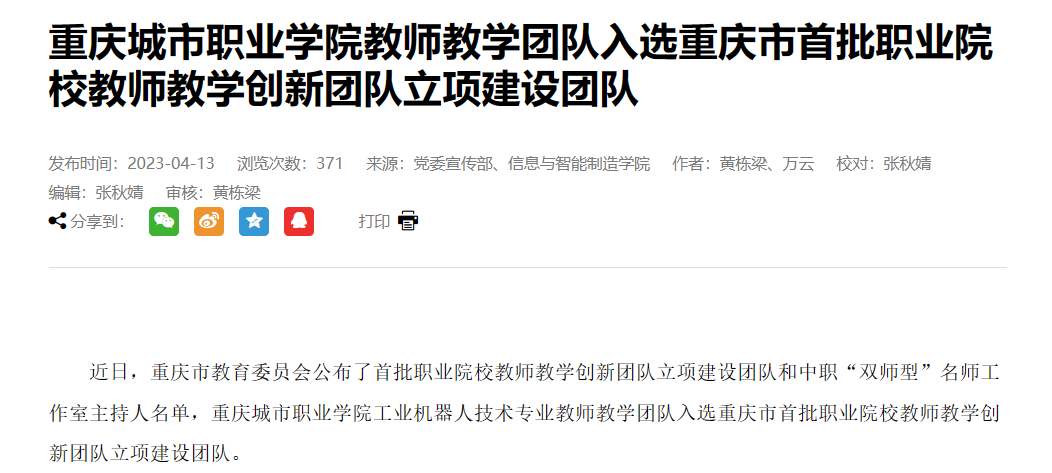 重庆城市职业学院教师教学团队入选重庆市首批职业院
校教师教学创新团队立项建设团队
发布时间：2023-04-13 浏览次数：371 来源：党委宣传部、信息与智能制造学院 作者：黄栋梁、万云 校对：张秋婧
编辑：张秋婧 审核：黄栋梁
分享到： 打印
近日，重庆市教育委员会公布了首批职业院校教师教学创新团队立项建设团队和中职“双师型”名师工
作室主持人名单，重庆城市职业学院工业机器人技术专业教师教学团队入选重庆市首批职业院校教师教学创
新团队立项建设团队。